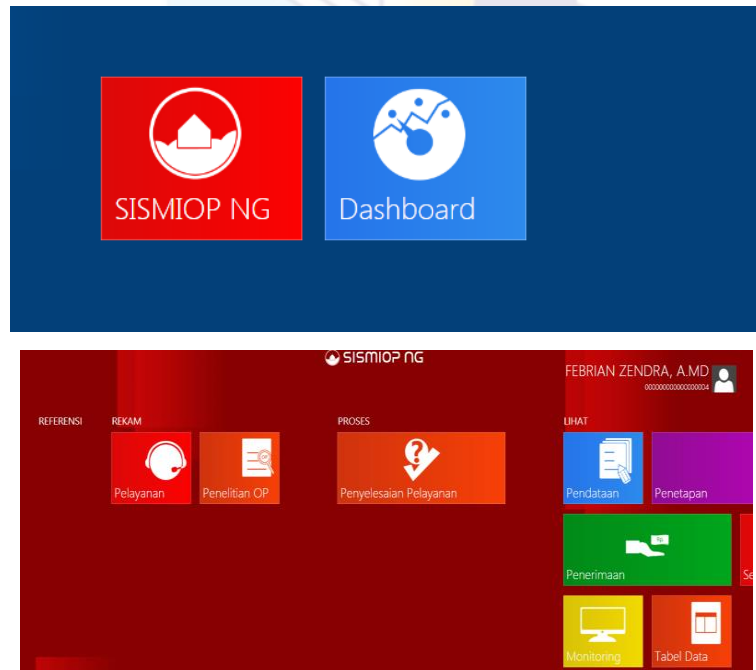 SISMIOP NG
Dashboard
SISMIOP NG
FEBRIAN ZENDRA, A.MD
REFERENSI
REKAM
PROSES
LIHAT
Pelayanan
Penelitian OP
Penyelesaian Pelayanan
Pendataan
Penetapan
Penerimaan
Se
Monitoring
Tabel Data